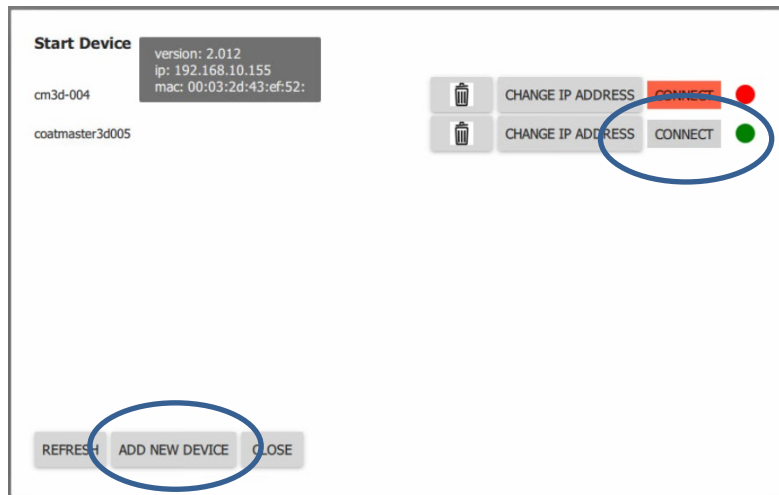 Start Device
version: 2.012
ip: 192.168.10.155
mac: 00:03:2d:43:ef:52:
cm3d-004 CHANGE IP ADDRESS CONNECT
coatmaster3d005 CHANGE IP ADDRESS CONNECT
REFRESH ADD NEW DEVICE CLOSE